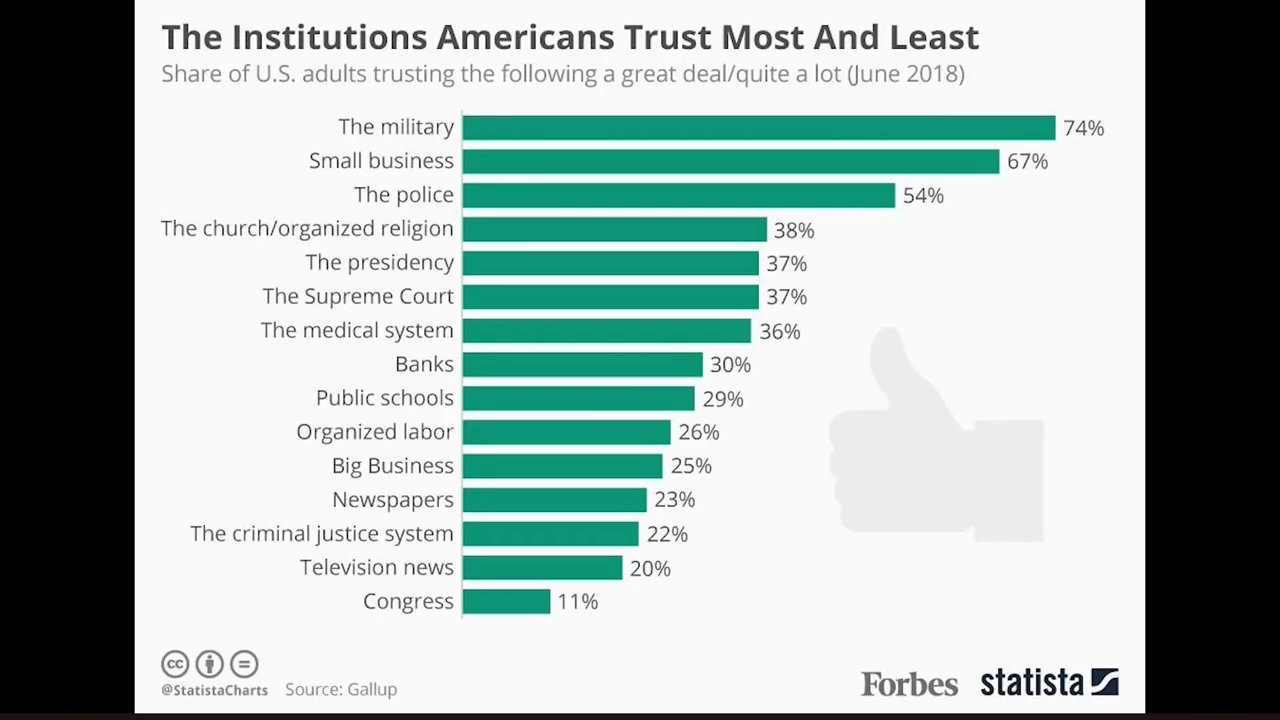 The Institutions Americans Trust Most And Least
Share of U.S. adults trusting the following a great deal/quite a lot (June 2018)
The military 74%
Small business 67%
The police 54%
The church/organized religion 38%
The presidency 37%
The Supreme Court 37%
The medical system 36%
Banks 30%
Public schools 29%
Organized labor 26%
Big Business 25%
Newspapers 23%
The criminal justice system 22%
Television news 20%
Congress 11%
cc
@StatistaCharts Source: Gallup
Forbes statista